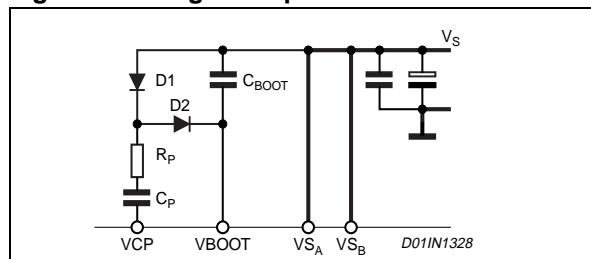 V_S
D1
C_BOOT
D2
R_P
C_P
VCP VBOOT VS_A VS_B D01IN1328